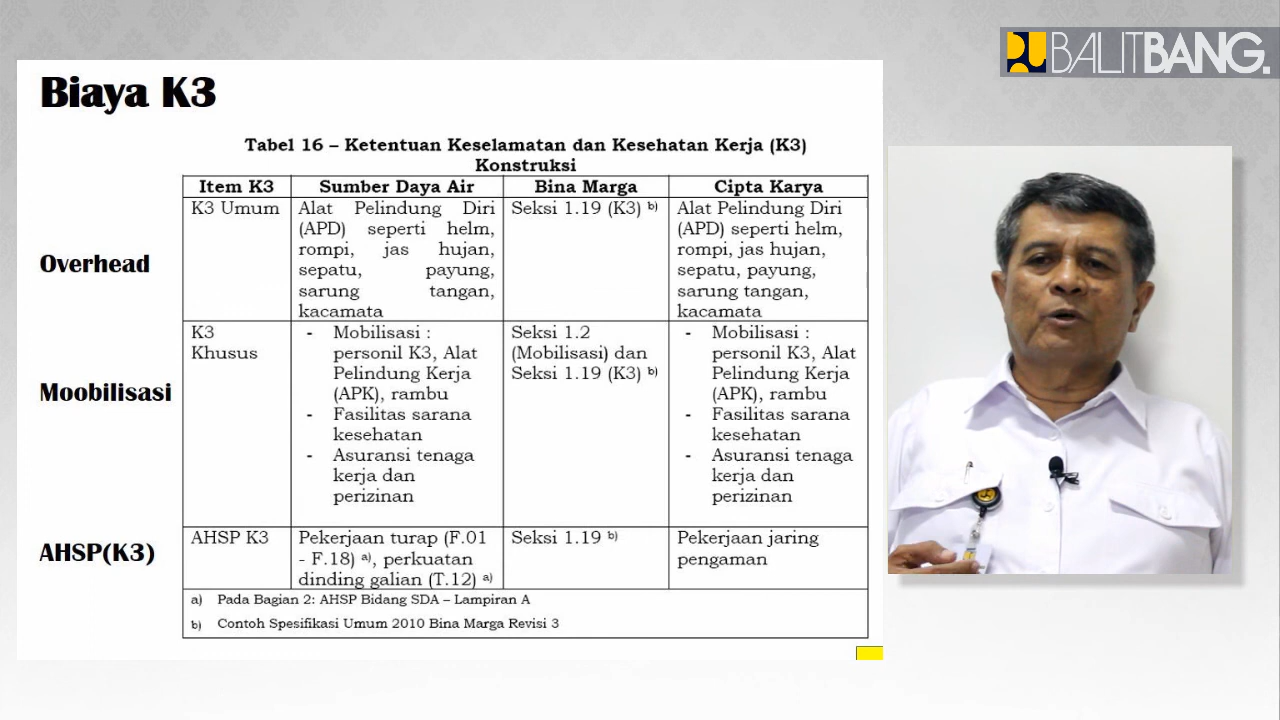 BALITBANG.
Biaya K3
Tabel 16 – Ketentuan Keselamatan dan Kesehatan Kerja (K3)
Konstruksi
Item K3 Sumber Daya Air Bina Marga Cipta Karya
Overhead
K3 Umum
Alat Pelindung Diri
(APD) seperti helm,
rompi, jas hujan,
sepatu, payung,
sarung tangan,
kacamata
Seksi 1.19 (K3) b)
Alat Pelindung Diri
(APD) seperti helm,
rompi, jas hujan,
sepatu, payung,
sarung tangan,
kacamata
Moobilisasi
K3
Khusus
- Mobilisasi :
personil K3, Alat
Pelindung Kerja
(APK), rambu
- Fasilitas sarana
kesehatan
- Asuransi tenaga
kerja dan
perizinan
Seksi 1.2
(Mobilisasi) dan
Seksi 1.19 (K3) b)
- Mobilisasi :
personil K3, Alat
Pelindung Kerja
(APK), rambu
- Fasilitas sarana
kesehatan
- Asuransi tenaga
kerja dan
perizinan
AHSP(K3)
AHSP K3
Pekerjaan turap (F.01
- F.18) a), perkuatan
dinding galian (T.12) a)
Seksi 1.19 b)
Pekerjaan jaring
pengaman
a) Pada Bagian 2: AHSP Bidang SDA – Lampiran A
b) Contoh Spesifikasi Umum 2010 Bina Marga Revisi 3